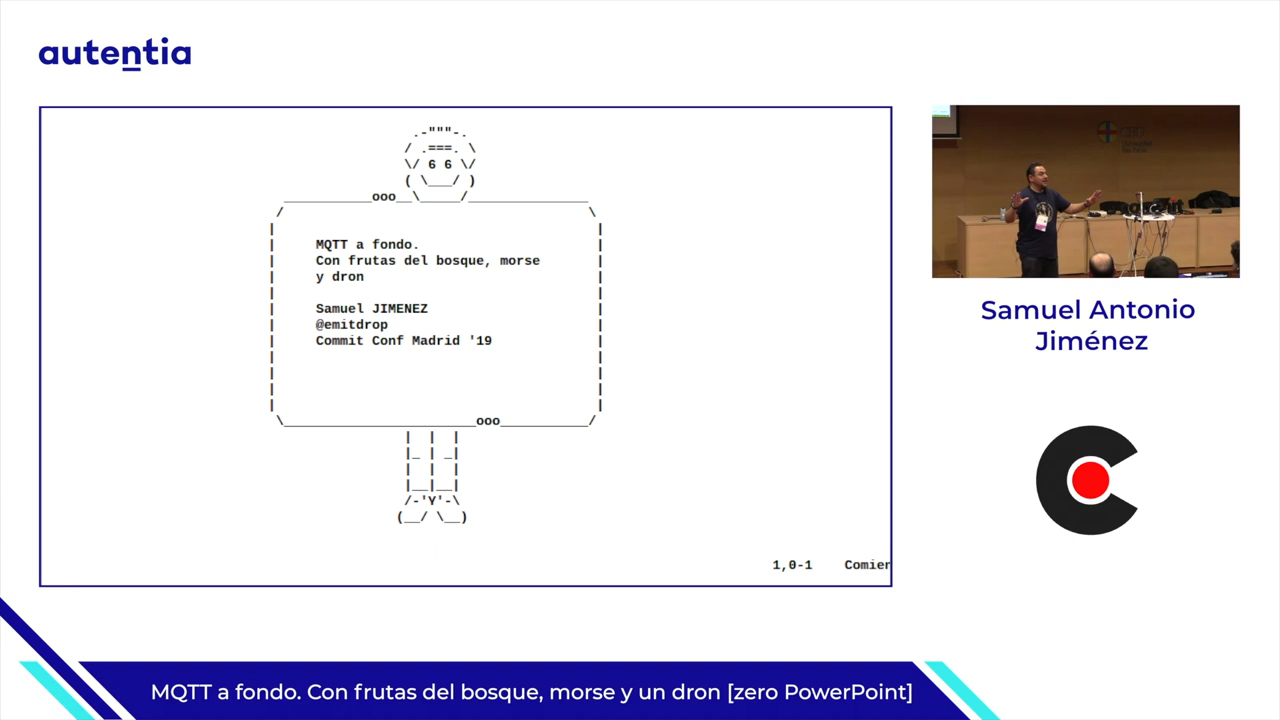 autentia
MQTT a fondo.
Con frutas del bosque, morse
y dron
Samuel JIMENEZ
@emitdrop
Commit Conf Madrid '19
1,0-1 Comier
Samuel Antonio
Jiménez
MQTT a fondo. Con frutas del bosque, morse y un dron [zero PowerPoint]